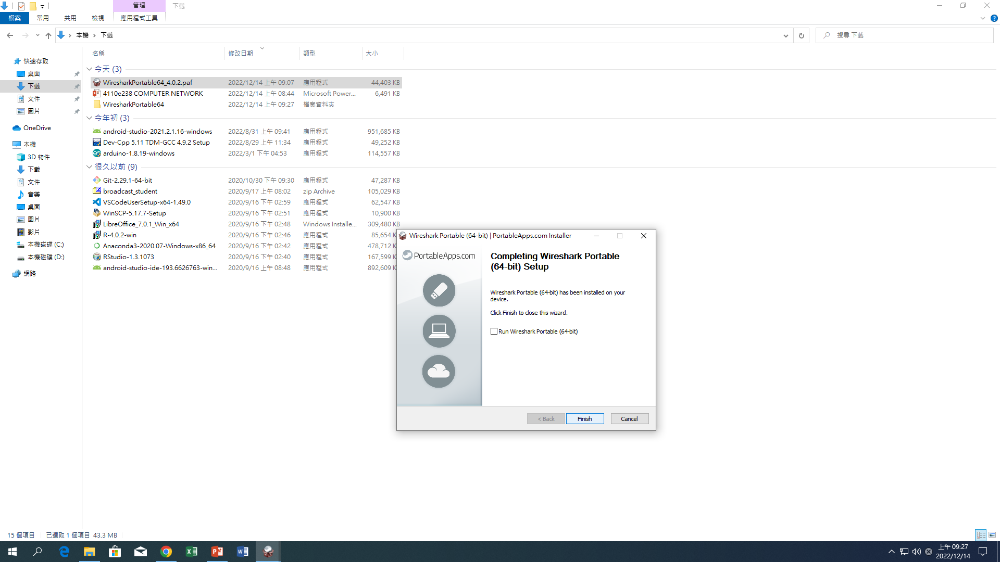 管理
下載
檔案
常用
共用
檢視
應用程式工具
本機 › 下載
搜尋 下載
名稱
修改日期
類型
大小
快速存取
桌面
下載
文件
圖片
OneDrive
本機
3D 物件
下載
文件
音樂
桌面
圖片
影片
本機磁碟 (C:)
本機磁碟 (D:)
網路
今天 (3)
WiresharkPortable64_4.0.2.paf 2022/12/14 上午 09:07 應用程式 44,403 KB
4110e238 COMPUTER NETWORK 2022/12/14 上午 08:44 Microsoft Power... 6,491 KB
WiresharkPortable64 2022/12/14 上午 09:27 檔案資料夾
今年初 (3)
android-studio-2021.2.1.16-windows 2022/8/31 上午 09:41 應用程式 951,685 KB
Dev-Cpp 5.11 TDM-GCC 4.9.2 Setup 2022/8/29 上午 11:34 應用程式 49,252 KB
arduino-1.8.19-windows 2022/3/1 下午 04:53 應用程式 114,557 KB
很久以前 (9)
Git-2.29.1-64-bit 2020/10/30 下午 09:30 應用程式 47,287 KB
broadcast_student 2020/9/17 上午 08:02 zip Archive 105,029 KB
VSCodeUserSetup-x64-1.49.0 2020/9/16 下午 02:59 應用程式 62,547 KB
WinSCP-5.17.7-Setup 2020/9/16 下午 02:51 應用程式 10,900 KB
LibreOffice_7.0.1_Win_x64 2020/9/16 下午 02:48 Windows Installe... 309,480 KB
R-4.0.2-win 2020/9/16 下午 02:46 應用程式 85,654 K
Anaconda3-2020.07-Windows-x86_64 2020/9/16 下午 02:42 應用程式 478,712 K
RStudio-1.3.1073 2020/9/16 下午 02:40 應用程式 167,599 K
android-studio-ide-193.6626763-win... 2020/9/16 上午 08:48 應用程式 892,609 K
Wireshark Portable (64-bit) | PortableApps.com Installer
PortableApps.com
Completing Wireshark Portable
(64-bit) Setup
Wireshark Portable (64-bit) has been installed on your
device.
Click Finish to close this wizard.
Run Wireshark Portable (64-bit)
< Back
Finish
Cancel
15 個項目
已選取 1 個項目 43.3 MB
上午 09:27
2022/12/14